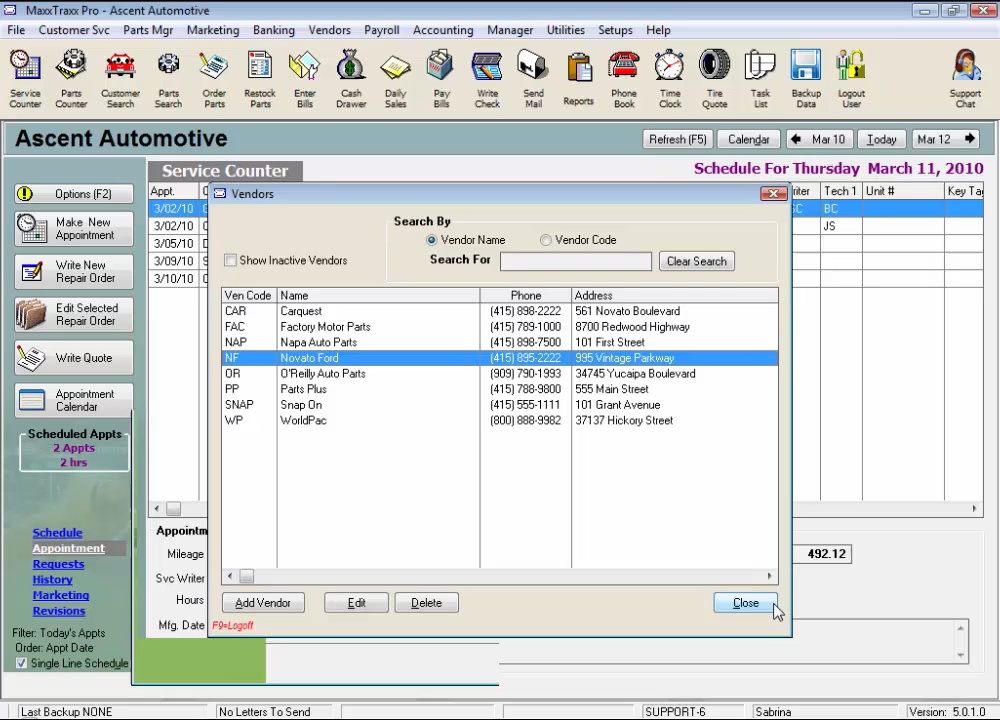 MaxxTraxx Pro - Ascent Automotive
File Customer Svc Parts Mgr Marketing Banking Vendors Payroll Accounting Manager Utilities Setups Help
Service Counter Parts Counter Customer Search Parts Search Order Parts Restock Parts Enter Bills Cash Drawer Daily Sales Pay Bills Write Check Send Mail Reports Phone Book Time Clock Tire Quote Task List Backup Data Logout User Support Chat
Ascent Automotive Refresh (F5) Calendar Mar 10 Today Mar 12
Service Counter Schedule For Thursday March 11, 2010
Appt. Tech 1 Unit # Key Tag
3/02/10 SC BC
3/02/10 JS
3/05/10
3/09/10
3/10/10
Options (F2)
Make New
Appointment
Write New
Repair Order
Edit Selected
Repair Order
Write Quote
Appointment
Calendar
Scheduled Appts
2 Appts
2 hrs
Schedule
Appointment
Requests
History
Marketing
Revisions
Filter: Today's Appts
Order: Appt Date
Single Line Schedule
Vendors
Search By
Vendor Name Vendor Code
Show Inactive Vendors Search For Clear Search
Ven Code Name Phone Address
CAR Carquest (415) 898-2222 561 Novato Boulevard
FAC Factory Motor Parts (415) 789-1000 8700 Redwood Highway
NAP Napa Auto Parts (415) 898-7500 101 First Street
NF Novato Ford (415) 895-2222 995 Vintage Parkway
OR O'Reilly Auto Parts (909) 790-1993 34745 Yucaipa Boulevard
PP Parts Plus (415) 788-9800 555 Main Street
SNAP Snap On (415) 555-1111 101 Grant Avenue
WP WorldPac (800) 888-9982 37137 Hickory Street
Add Vendor Edit Delete Close
F9=Logoff
Mileage 492.12
Svc Writer
Hours
Mfg. Date
Last Backup NONE No Letters To Send SUPPORT-6 Sabrina Version: 5.0.1.0